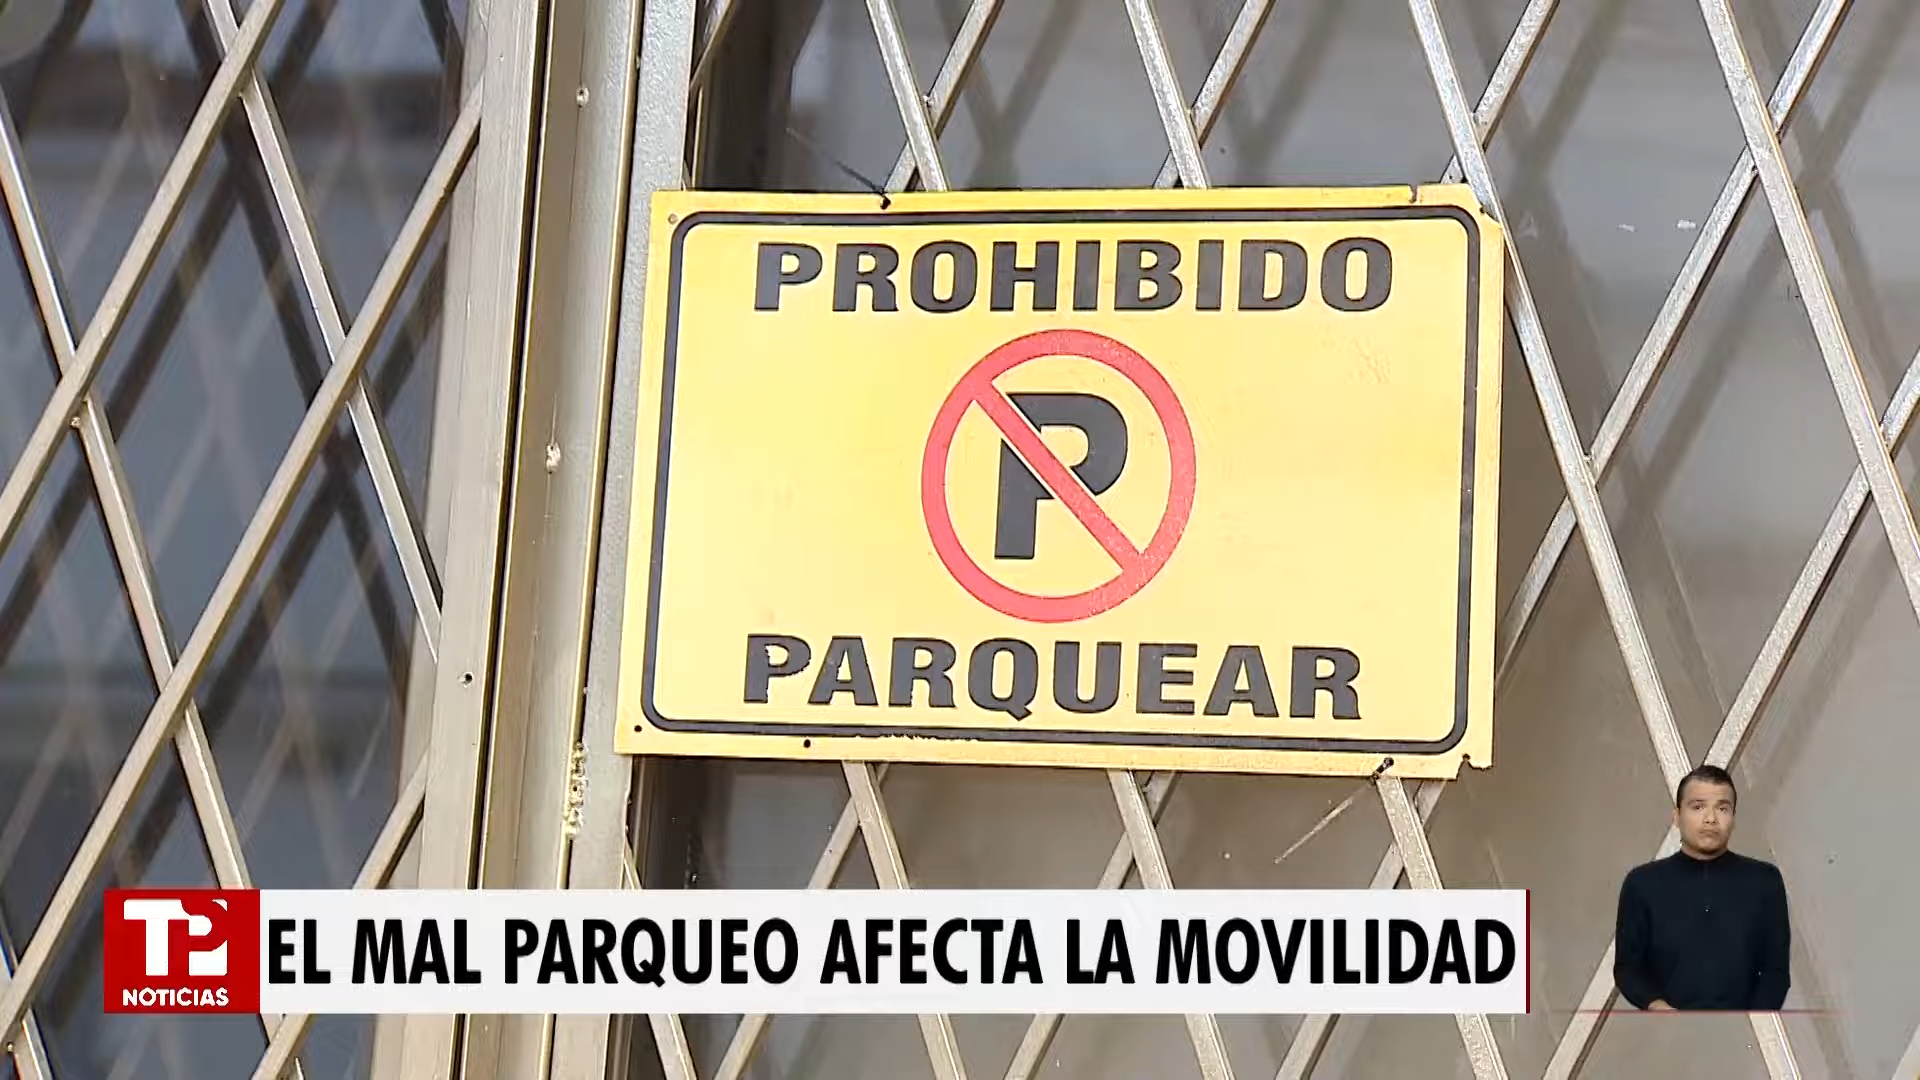 PROHIBIDO
P
PARQUEAR
TP
NOTICIAS
EL MAL PARQUEO AFECTA LA MOVILIDAD